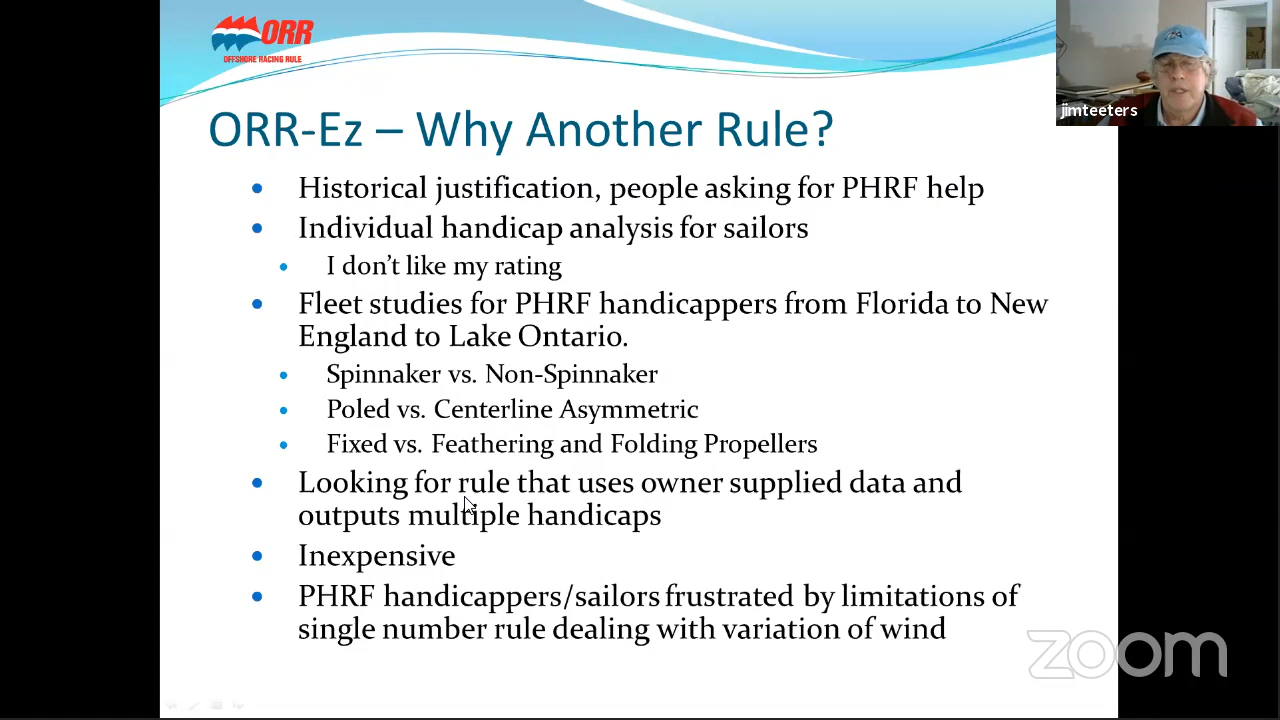 ORR
OFFSHORE RACING RULE
jimteeters
ORR-Ez – Why Another Rule?
• Historical justification, people asking for PHRF help
• Individual handicap analysis for sailors
• I don’t like my rating
• Fleet studies for PHRF handicappers from Florida to New
England to Lake Ontario.
• Spinnaker vs. Non-Spinnaker
• Poled vs. Centerline Asymmetric
• Fixed vs. Feathering and Folding Propellers
• Looking for rule that uses owner supplied data and
outputs multiple handicaps
• Inexpensive
• PHRF handicappers/sailors frustrated by limitations of
single number rule dealing with variation of wind
zoom